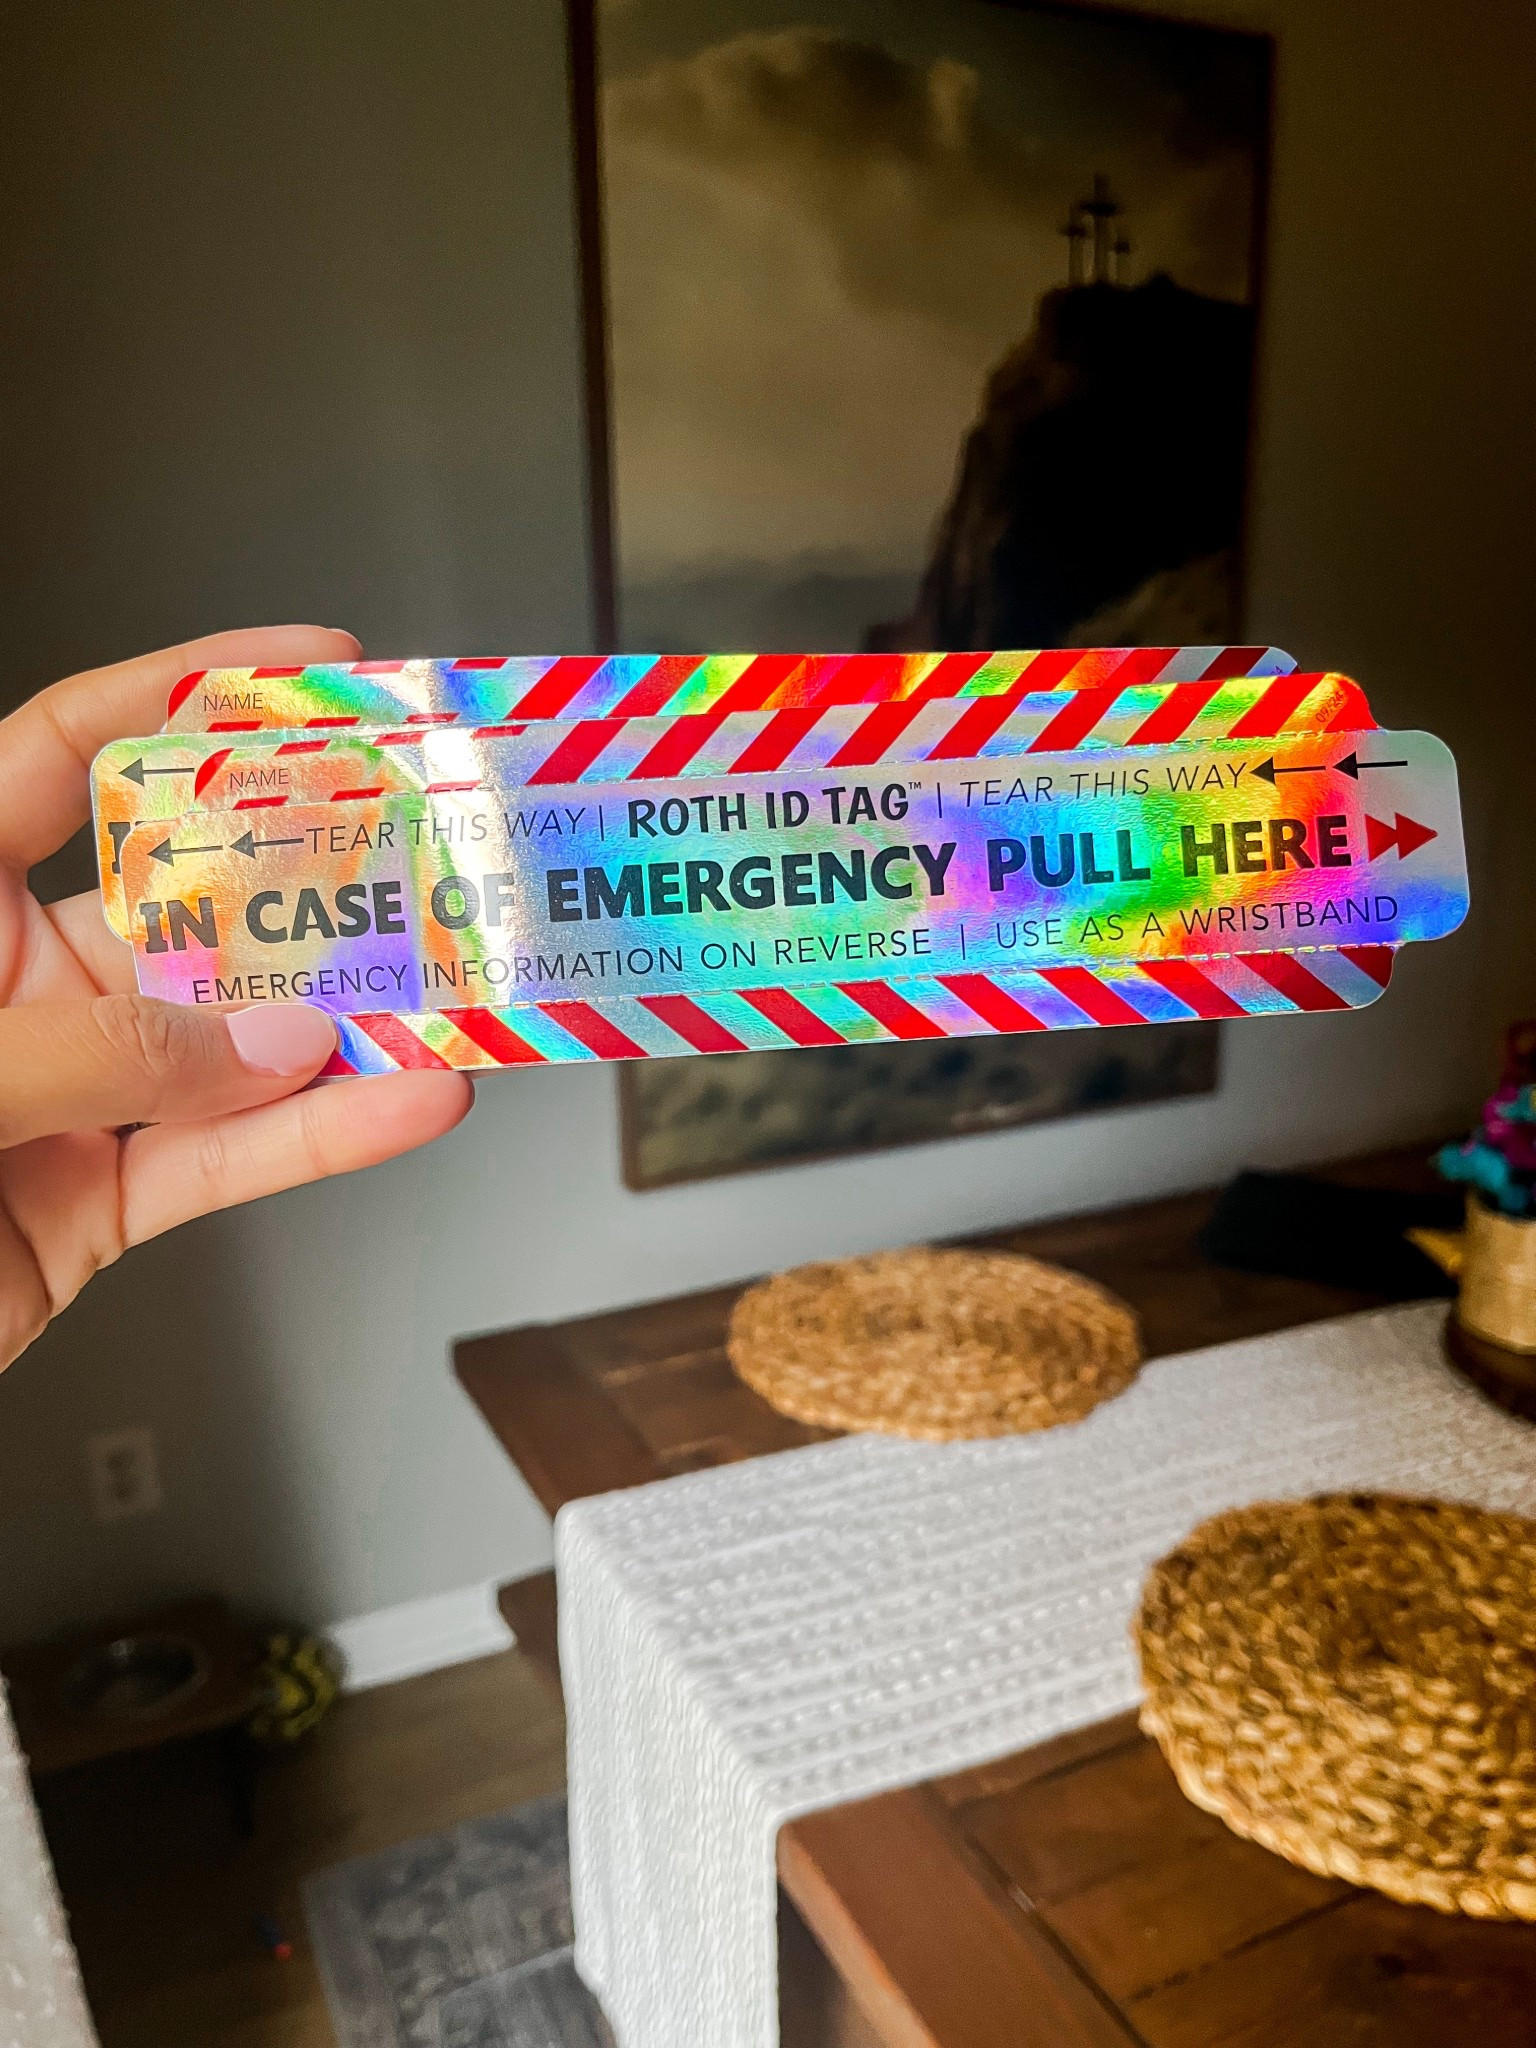 NAME
NAME
TEAR THIS WAY | ROTH ID TAG™ | TEAR THIS WAY
IN CASE OF EMERGENCY PULL HERE
EMERGENCY INFORMATION ON REVERSE | USE AS A WRISTBAND